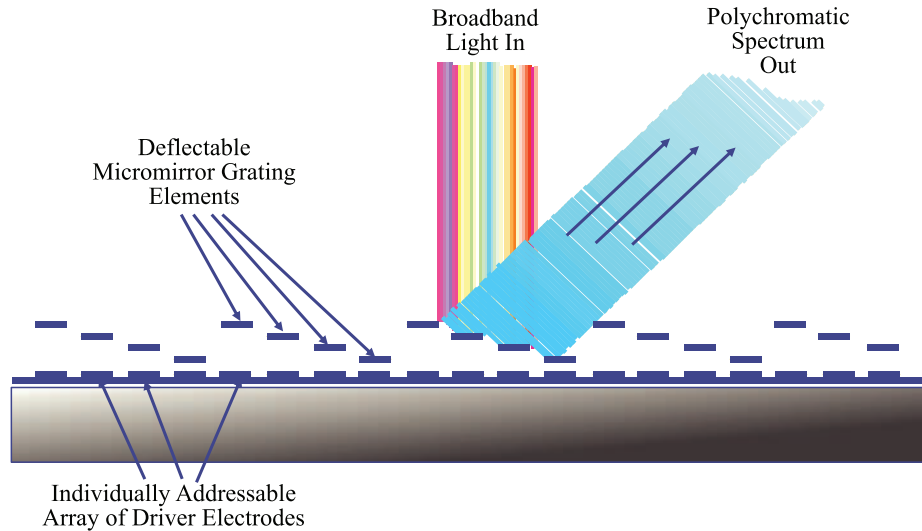 Broadband
Light In
Polychromatic
Spectrum
Out
Deflectable
Micromirror Grating
Elements
Individually Addressable
Array of Driver Electrodes